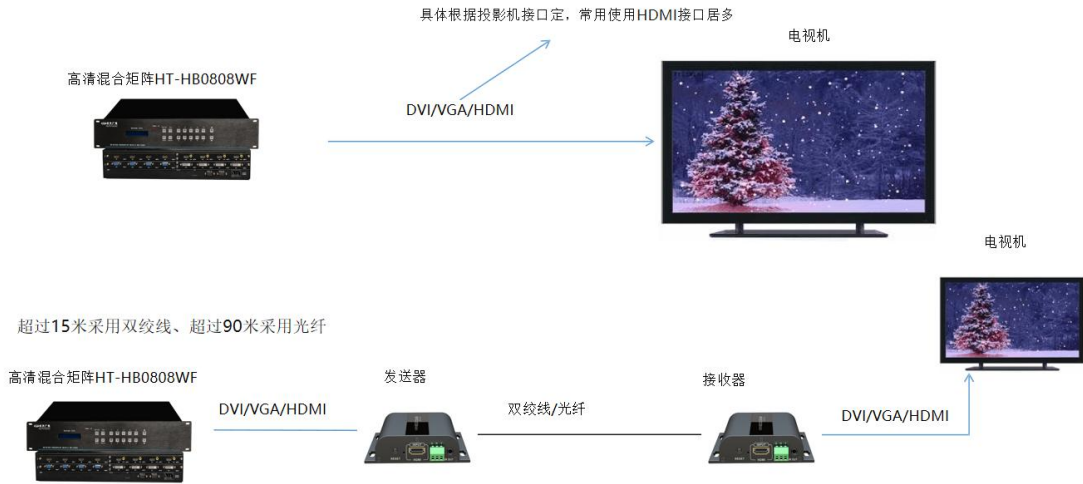 具体根据投影机接口定，常用使用HDMI接口居多
电视机
高清混合矩阵HT-HB0808WF
DVI/VGA/HDMI
电视机
超过15米采用双绞线、超过90米采用光纤
高清混合矩阵HT-HB0808WF
发送器
接收器
DVI/VGA/HDMI
双绞线/光纤
DVI/VGA/HDMI